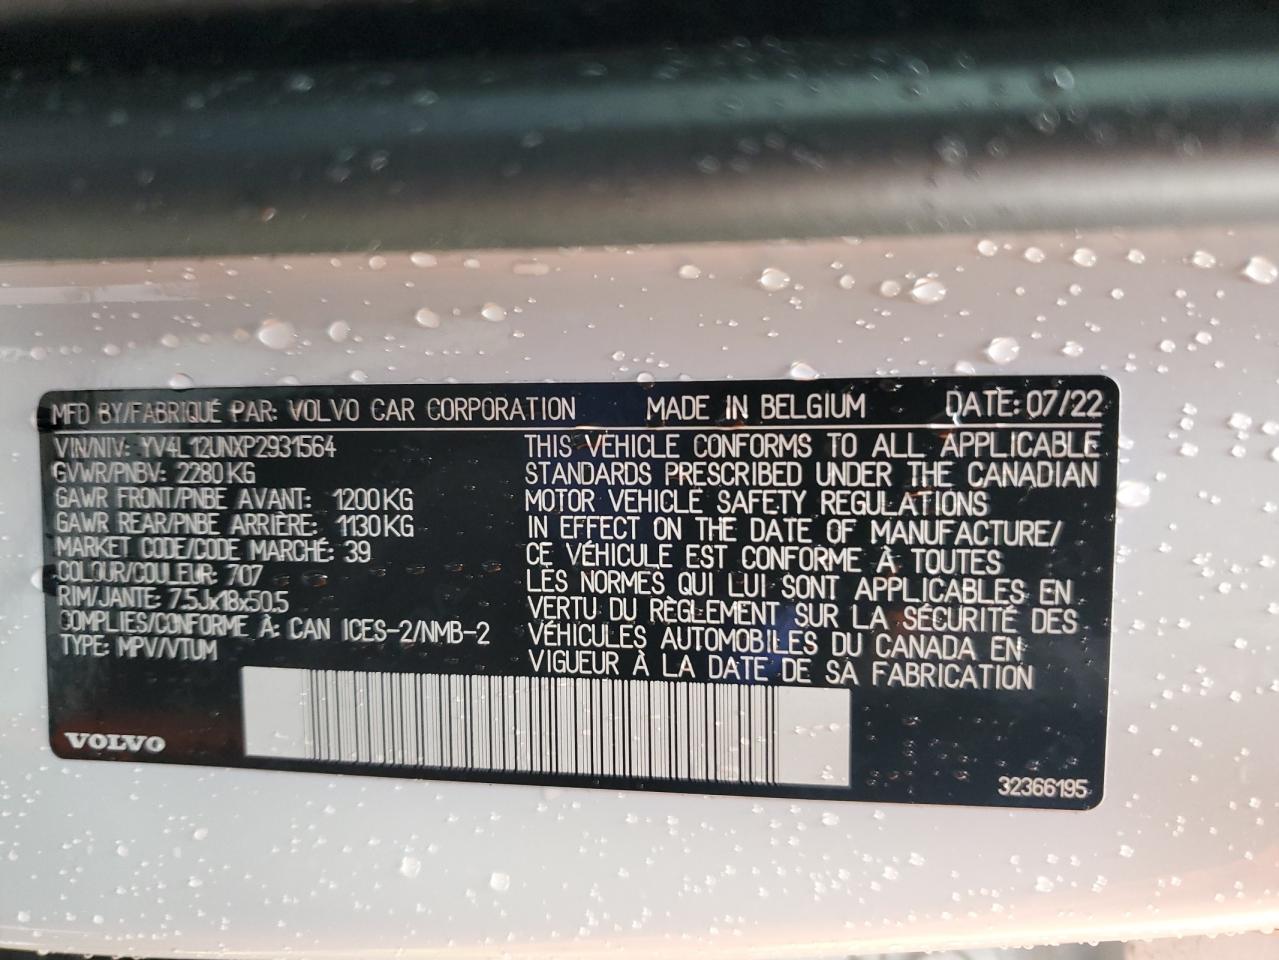 MFD BY/FABRIQUÉ PAR: VOLVO CAR CORPORATION MADE IN BELGIUM DATE: 07/22
VIN/NIV: YV4L12UNXP2931564
GVWR/PNBV: 2280 KG
GAWR FRONT/PNBE AVANT: 1200 KG
GAWR REAR/PNBE ARRIÈRE: 1130 KG
MARKET CODE/CODE MARCHÉ: 39
COLOUR/COULEUR: 707
RIM/JANTE: 7.5Jx18x50.5
COMPLIES/CONFORME À: CAN ICES-2/NMB-2
TYPE: MPV/VTUM
THIS VEHICLE CONFORMS TO ALL APPLICABLE
STANDARDS PRESCRIBED UNDER THE CANADIAN
MOTOR VEHICLE SAFETY REGULATIONS
IN EFFECT ON THE DATE OF MANUFACTURE/
CE VÉHICULE EST CONFORME À TOUTES
LES NORMES QUI LUI SONT APPLICABLES EN
VERTU DU RÈGLEMENT SUR LA SÉCURITÉ DES
VÉHICULES AUTOMOBILES DU CANADA EN
VIGUEUR À LA DATE DE SA FABRICATION
VOLVO
32366195